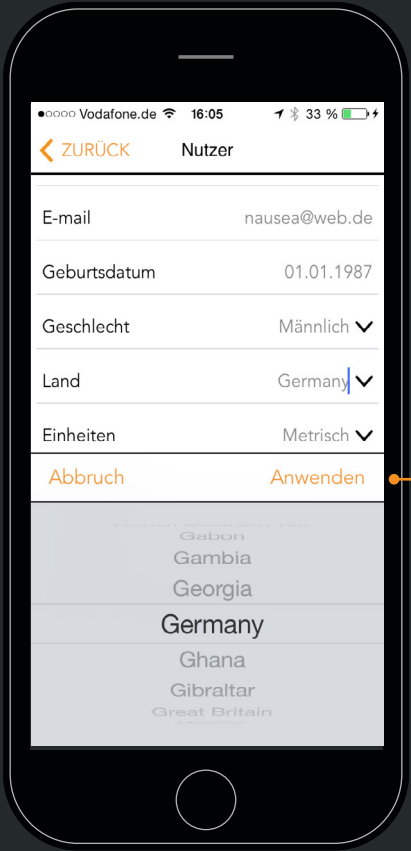 Vodafone.de 16:05 33 %
ZURÜCK Nutzer
E-mail nausea@web.de
Geburtsdatum 01.01.1987
Geschlecht Männlich
Land Germany
Einheiten Metrisch
Abbruch Anwenden
Gabon
Gambia
Georgia
Germany
Ghana
Gibraltar
Great Britain